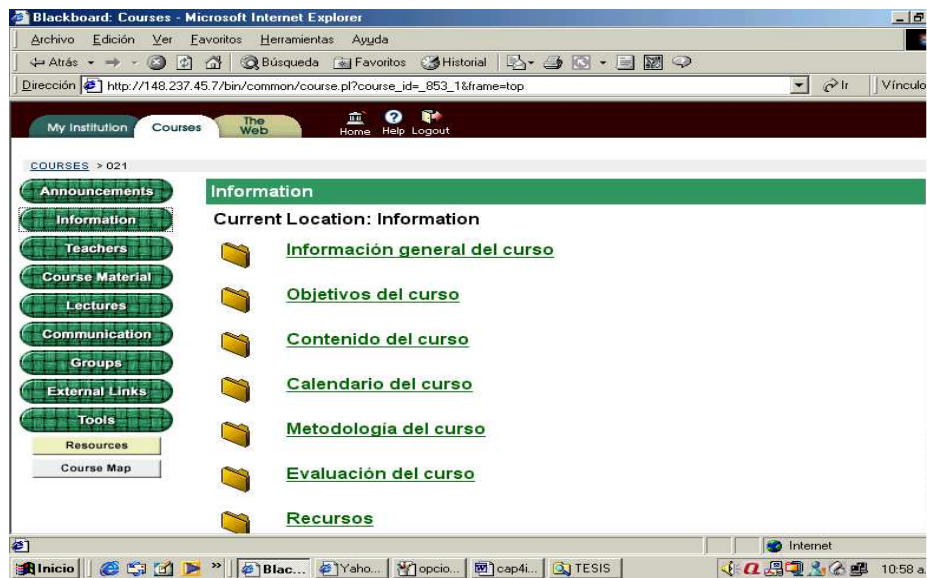 Blackboard: Courses - Microsoft Internet Explorer
Archivo Edición Ver Favoritos Herramientas Ayuda
Atrás Búsqueda Favoritos Historial
Dirección http://148.237.45.7/bin/common/course.pl?course_id=_853_1&frame=top Ir Vínculo
My Institution Courses The Web Home Help Logout
COURSES > 021
Announcements
Information
Teachers
Course Material
Lectures
Communication
Groups
External Links
Tools
Resources
Course Map
Information
Current Location: Information
Información general del curso
Objetivos del curso
Contenido del curso
Calendario del curso
Metodología del curso
Evaluación del curso
Recursos
Internet
Inicio » Blac... Yaho... opcio... cap4i... TESIS 10:58 a.